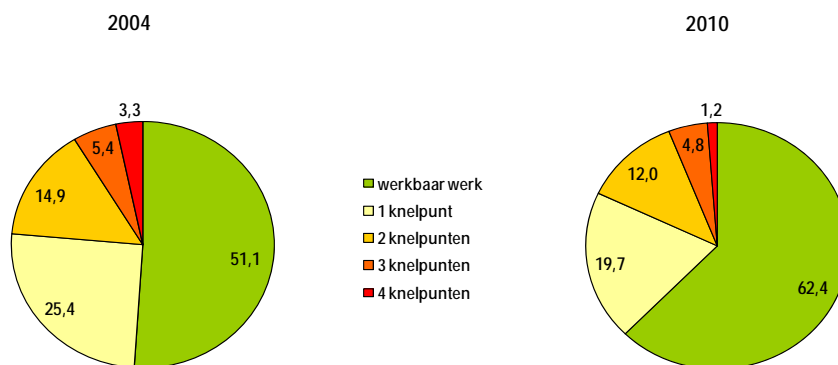 2004
3,3
5,4
14,9
51,1
25,4
werkbaar werk
1 knelpunt
2 knelpunten
3 knelpunten
4 knelpunten
2010
1,2
4,8
12,0
19,7
62,4